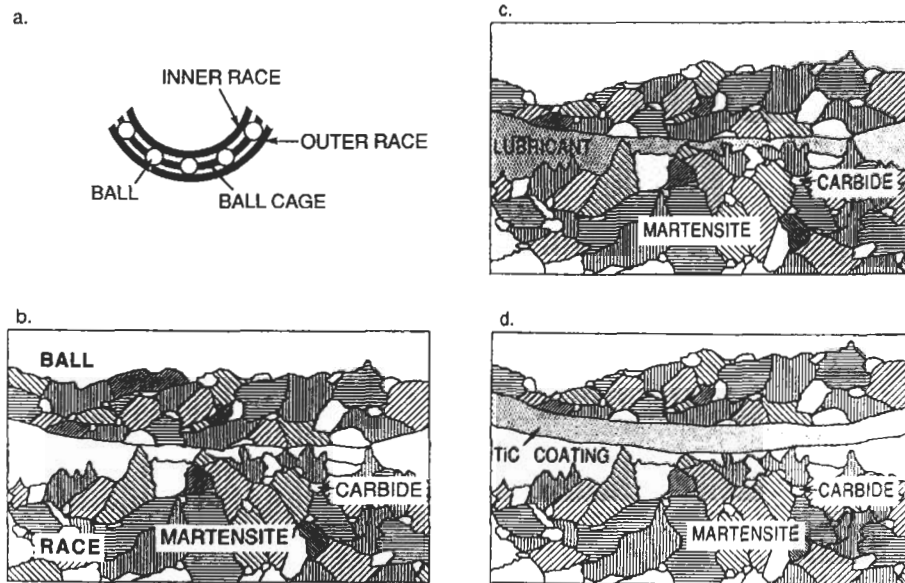 a.
INNER RACE
OUTER RACE
BALL
BALL CAGE
b.
BALL
CARBIDE
MARTENSITE
RACE
c.
LUBRICANT
CARBIDE
MARTENSITE
d.
TiC COATING
CARBIDE
MARTENSITE